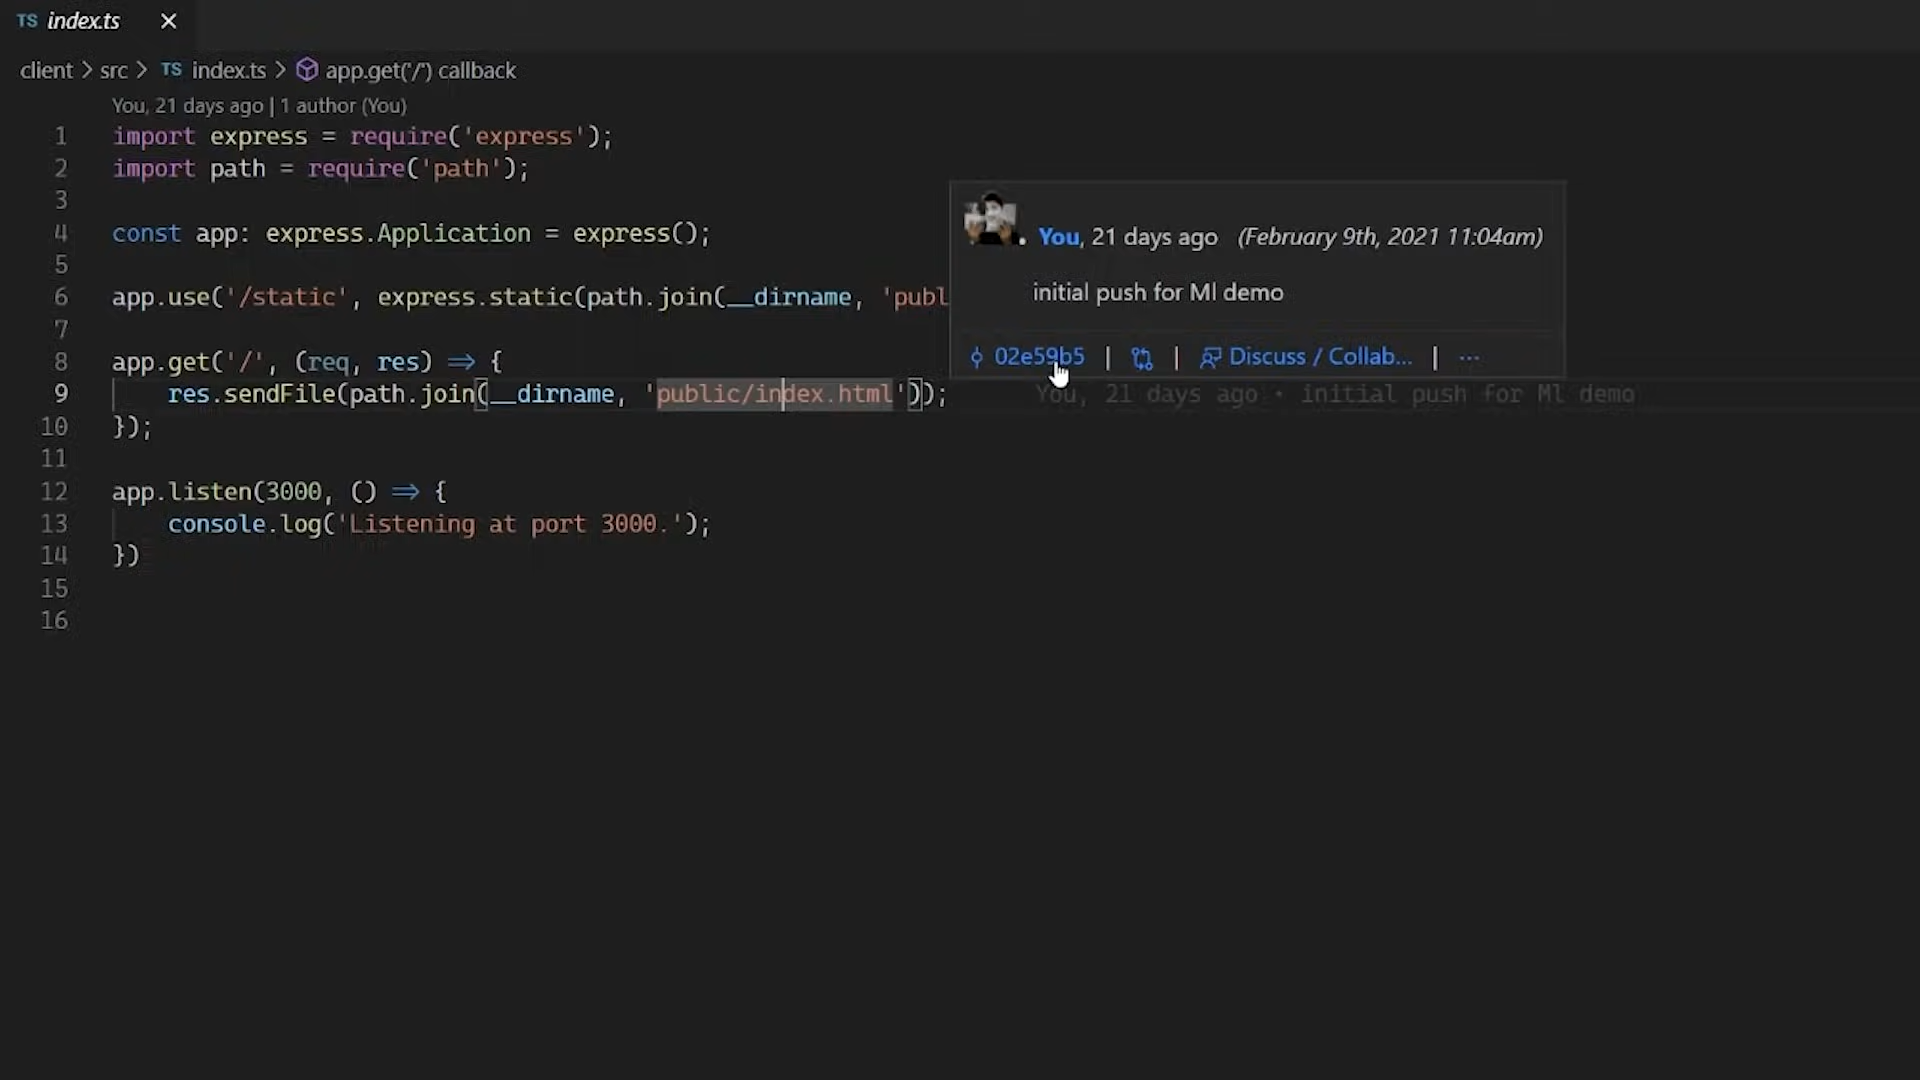 TS index.ts ×
client > src > TS index.ts > app.get('/') callback
You, 21 days ago | 1 author (You)
1 import express = require('express');
2 import path = require('path');
3
4 const app: express.Application = express();
5
6 app.use('/static', express.static(path.join(__dirname, 'publ
7
8 app.get('/', (req, res) => {
9 res.sendFile(path.join(__dirname, 'public/index.html'));
10 });
11
12 app.listen(3000, () => {
13 console.log('Listening at port 3000.');
14 })
15
16
You, 21 days ago (February 9th, 2021 11:04am)
initial push for Ml demo
02e59b5 | | Discuss / Collab... | ...
You, 21 days ago • initial push for Ml demo